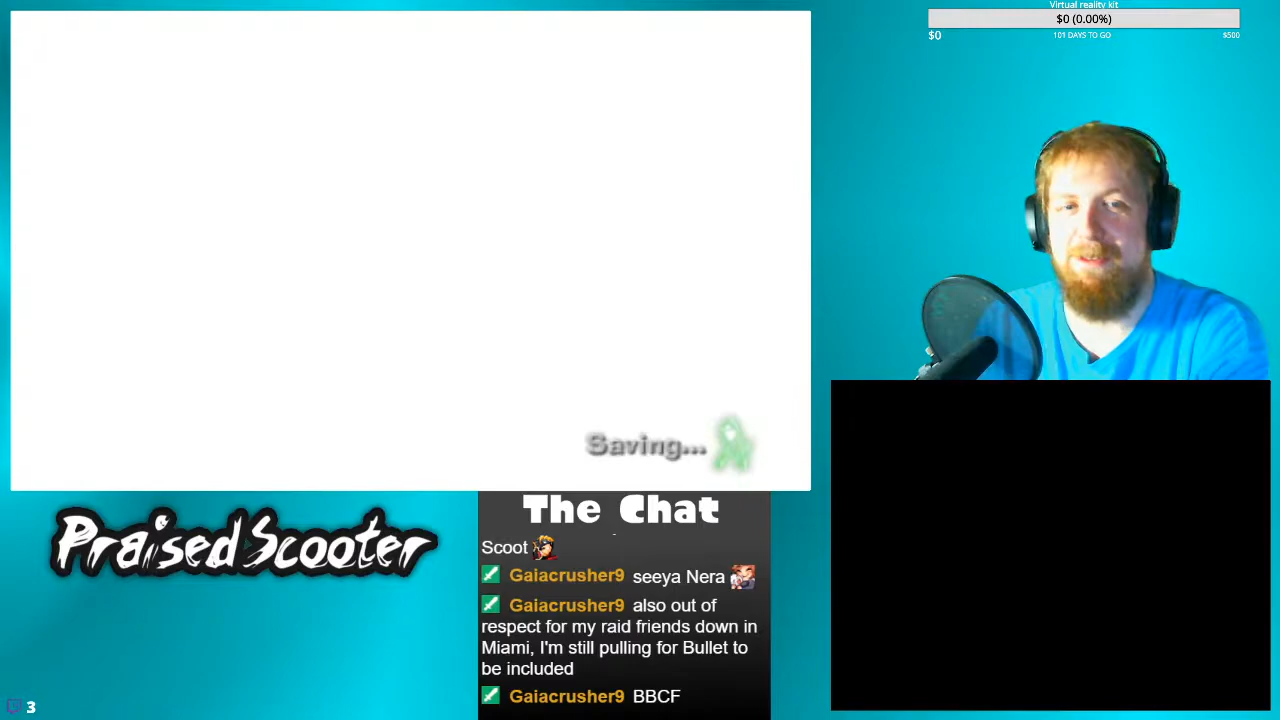 Virtual reality kit
$0 (0.00%)
$0 101 DAYS TO GO $500
Saving...
PraisedScooter
The Chat
Scoot
Gaiacrusher9 seeya Nera
Gaiacrusher9 also out of
respect for my raid friends down in
Miami, I'm still pulling for Bullet to
be included
Gaiacrusher9 BBCF
3